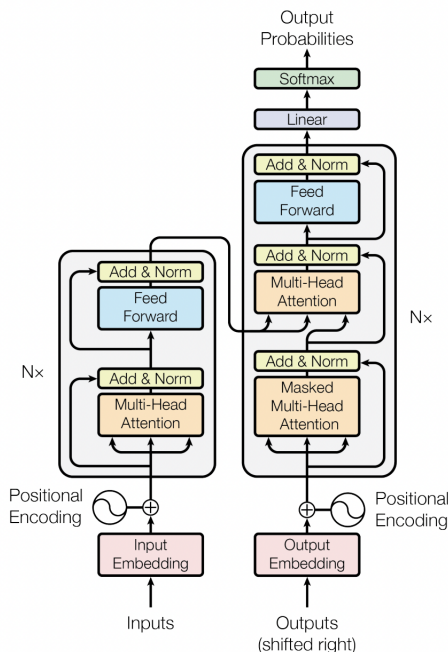 Output
Probabilities
Softmax
Linear
Add & Norm
Feed
Forward
Add & Norm
Multi-Head
Attention
N×
Add & Norm
Masked
Multi-Head
Attention
Add & Norm
Feed
Forward
N×
Add & Norm
Multi-Head
Attention
Positional
Encoding
Positional
Encoding
Input
Embedding
Output
Embedding
Inputs
Outputs
(shifted right)